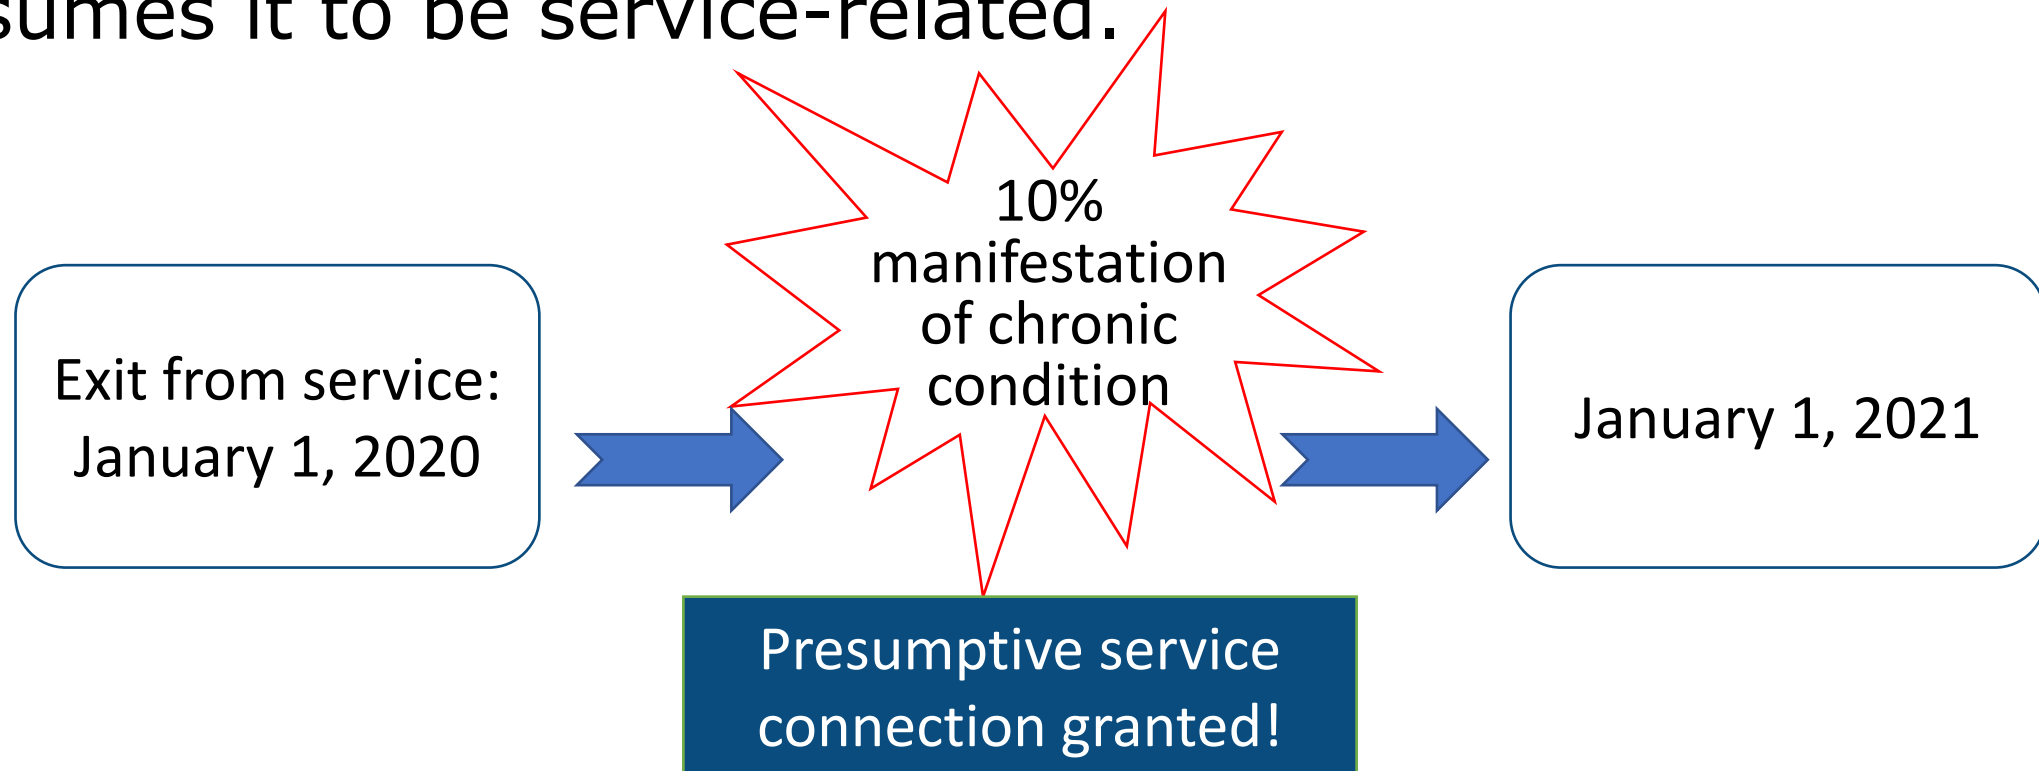 sumes it to be service-related.
10%
manifestation
of chronic
condition
Exit from service:
January 1, 2020
January 1, 2021
Presumptive service
connection granted!